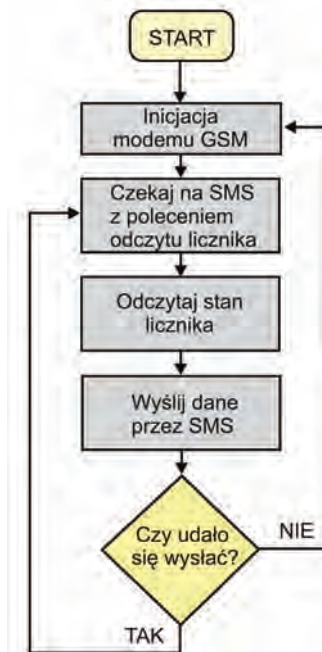 START
Inicjacja
modemu GSM
Czekaj na SMS
z poleceniem
odczytu licznika
Odczytaj stan
licznika
Wyślij dane
przez SMS
Czy udało
się wysłać?
NIE
TAK